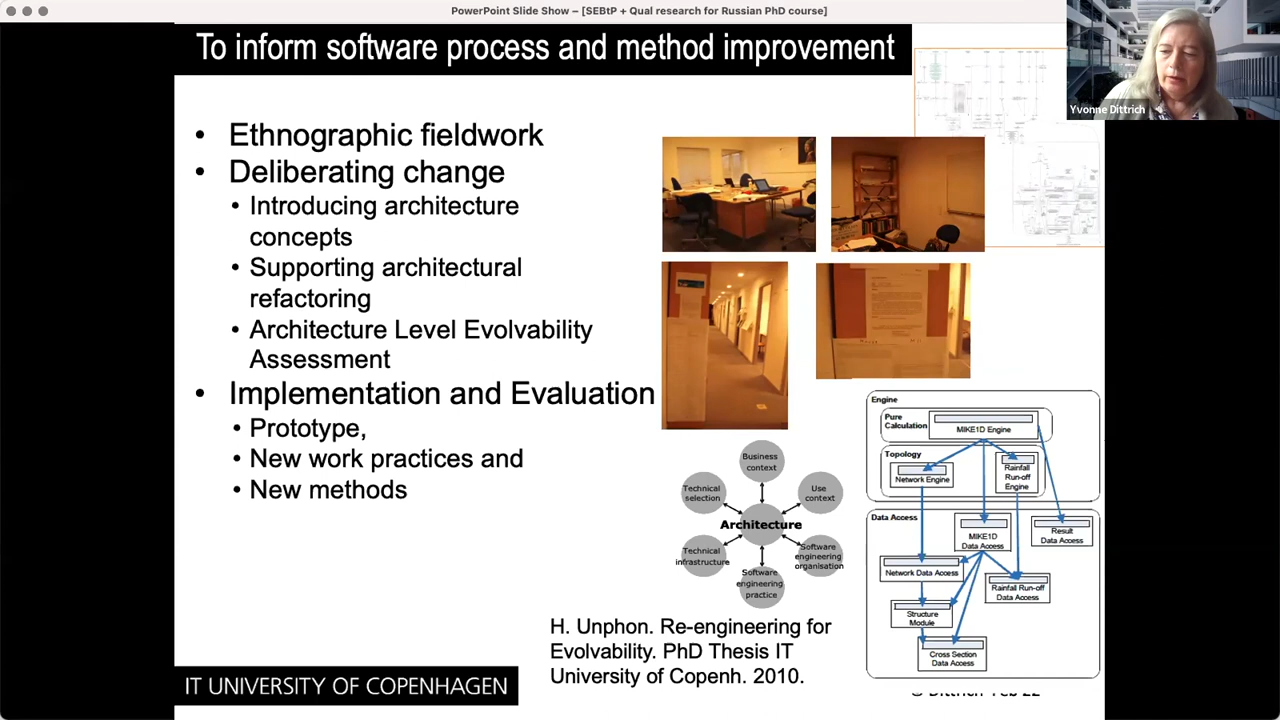 PowerPoint Slide Show – [SEBtP + Qual research for Russian PhD course]
To inform software process and method improvement
Yvonne Dittrich
• Ethnographic fieldwork
• Deliberating change
• Introducing architecture
concepts
• Supporting architectural
refactoring
• Architecture Level Evolvability
Assessment
• Implementation and Evaluation
• Prototype,
• New work practices and
• New methods
Business
context
Technical
selection
Use
context
Architecture
Technical
infrastructure
Software
engineering
organisation
Software
engineering
practice
Engine
Pure
Calculation
MIKE1D Engine
Topology
Network Engine
Rainfall
Run-off
Engine
Data Access
MIKE1D
Data Access
Result
Data Access
Network Data Access
Rainfall Run-off
Data Access
Structure
Module
Cross Section
Data Access
H. Unphon. Re-engineering for
Evolvability. PhD Thesis IT
University of Copenh. 2010.
IT UNIVERSITY OF COPENHAGEN
© Dittrich Feb 22